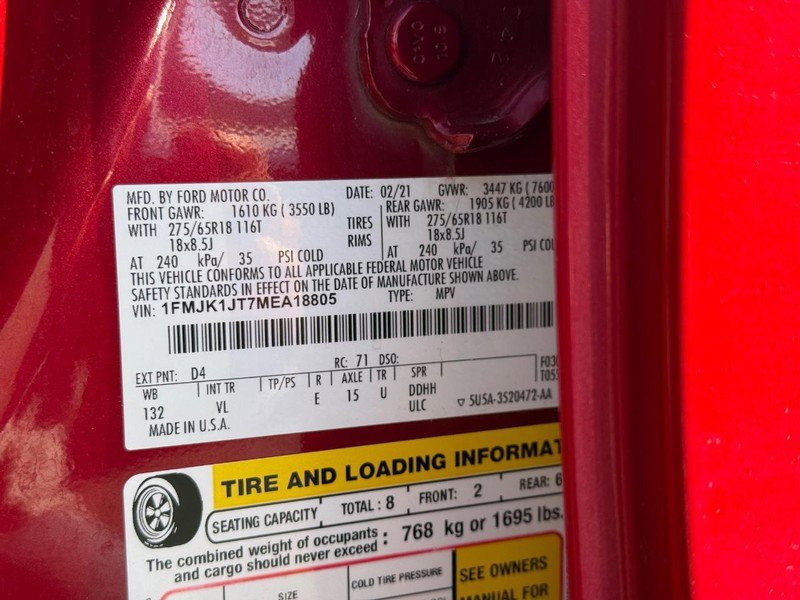 MFD. BY FORD MOTOR CO. DATE: 02/21 GVWR: 3447 KG ( 7600
FRONT GAWR: 1610 KG ( 3550 LB) REAR GAWR: 1905 KG ( 4200 LB
WITH 275/65R18 116T TIRES WITH 275/65R18 116T
18x8.5J RIMS 18x8.5J
AT 240 kPa/ 35 PSI COLD AT 240 kPa/ 35 PSI COL
THIS VEHICLE CONFORMS TO ALL APPLICABLE FEDERAL MOTOR VEHICLE
SAFETY STANDARDS IN EFFECT ON THE DATE OF MANUFACTURE SHOWN ABOVE.
VIN: 1FMJK1JT7MEA18805 TYPE: MPV
EXT PNT: D4 RC: 71 DSO: F030
WB INT TR TP/PS R AXLE TR SPR T055
132 VL E 15 U DDHH
ULC 5U5A-3520472-AA
MADE IN U.S.A.
TIRE AND LOADING INFORMAT
SEATING CAPACITY TOTAL : 8 FRONT: 2 REAR: 6
The combined weight of occupants and cargo should never exceed : 768 kg or 1695 lbs.
SIZE COLD TIRE PRESSURE SEE OWNERS
MANUAL FOR